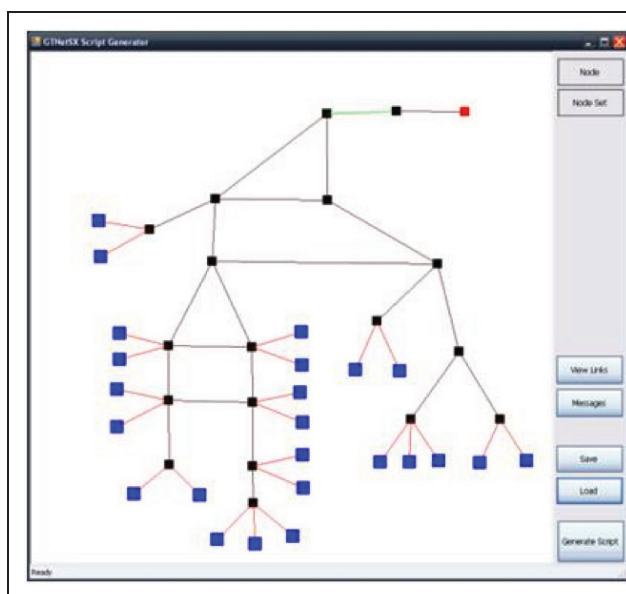 GTNetSX Script Generator
Node
Node Set
View Links
Messages
Save
Load
Generate Script
Ready